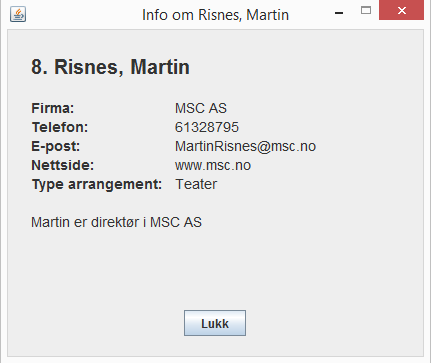 Info om Risnes, Martin
8. Risnes, Martin
Firma: MSC AS
Telefon: 61328795
E-post: MartinRisnes@msc.no
Nettside: www.msc.no
Type arrangement: Teater
Martin er direktør i MSC AS
Lukk